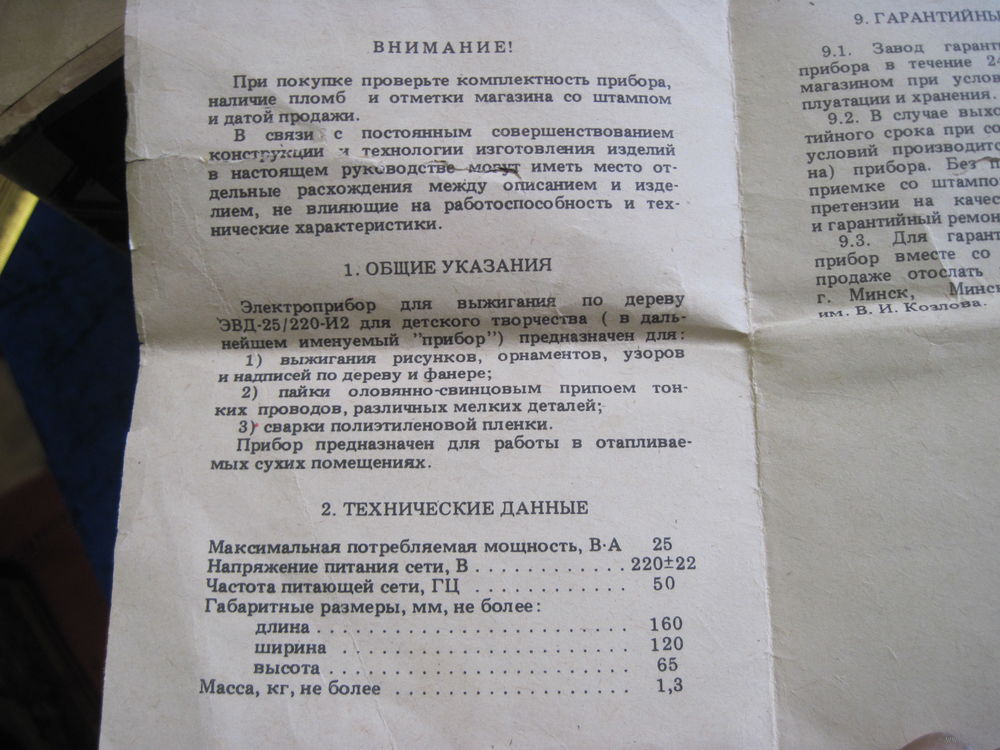 ВНИМАНИЕ!
При покупке проверьте комплектность прибора,
наличие пломб и отметки магазина со штампом
и датой продажи.
В связи с постоянным совершенствованием
конструкции и технологии изготовления изделий
в настоящем руководстве могут иметь место от-
дельные расхождения между описанием и изде-
лием, не влияющие на работоспособность и тех-
нические характеристики.
1. ОБЩИЕ УКАЗАНИЯ
Электроприбор для выжигания по дереву
ЭВД-25/220-И2 для детского творчества ( в даль-
нейшем именуемый "прибор") предназначен для:
1) выжигания рисунков, орнаментов, узоров
и надписей по дереву и фанере;
2) пайки оловянно-свинцовым припоем тон-
ких проводов, различных мелких деталей;
3) сварки полиэтиленовой пленки.
Прибор предназначен для работы в отапливае-
мых сухих помещениях.
2. ТЕХНИЧЕСКИЕ ДАННЫЕ
Максимальная потребляемая мощность, В·А 25
Напряжение питания сети, В . . . . . . . . . . . . . 220±22
Частота питающей сети, ГЦ . . . . . . . . . . . . 50
Габаритные размеры, мм, не более:
длина . . . . . . . . . . . . . . . . . . . . . . . . . 160
ширина . . . . . . . . . . . . . . . . . . . . . . . 120
высота . . . . . . . . . . . . . . . . . . . . . . . . 65
Масса, кг, не более . . . . . . . . . . . . . . . . . . . 1,3
9. ГАРАНТИЙНЫ
9.1. Завод гарант
прибора в течение 24
магазином при услов
плуатации и хранения.
9.2. В случае выхо
тийного срока при со
условий производитс
на) прибора. Без п
приемке со штампо
претензии на качес
и гарантийный ремон
9.3. Для гарант
прибор вместе со
продаже отослать
г. Минск, Минск
им. В. И. Козлова.